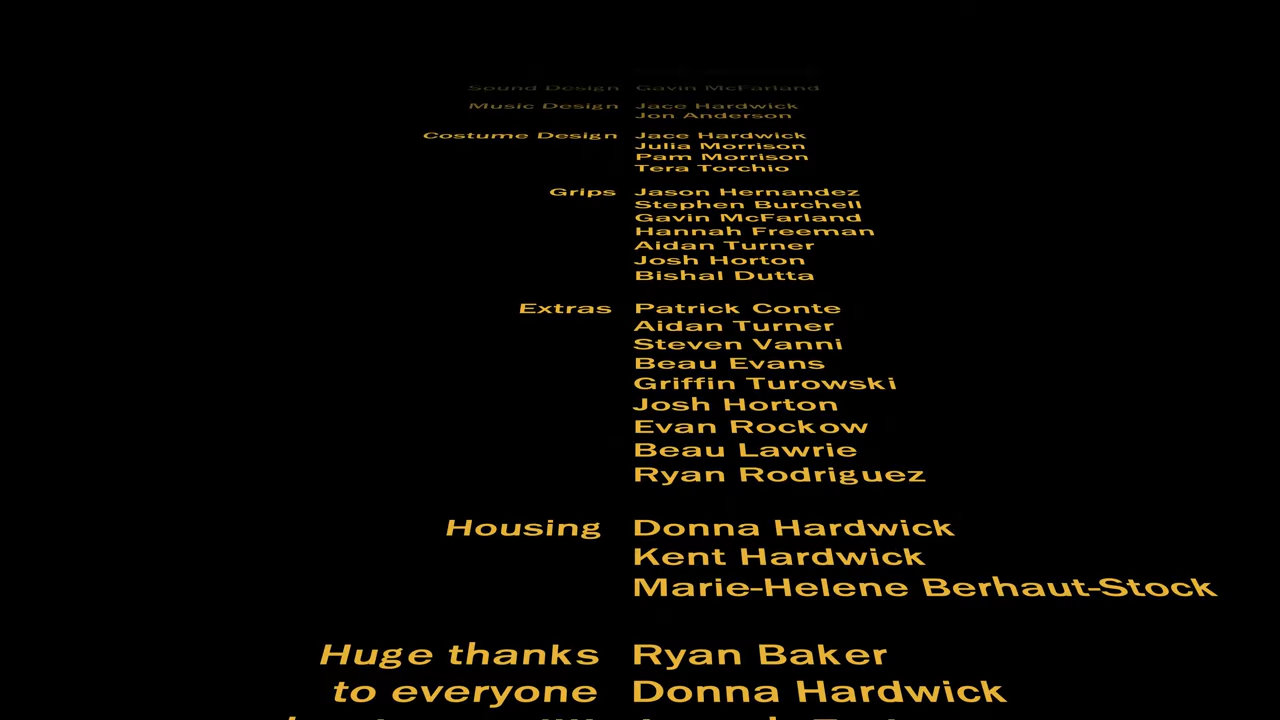 Sound Design Gavin McFarland
Music Design Jace Hardwick
Jon Anderson
Costume Design Jace Hardwick
Julia Morrison
Pam Morrison
Tera Torchio
Grips Jason Hernandez
Stephen Burchell
Gavin McFarland
Hannah Freeman
Aidan Turner
Josh Horton
Bishal Dutta
Extras Patrick Conte
Aidan Turner
Steven Vanni
Beau Evans
Griffin Turowski
Josh Horton
Evan Rockow
Beau Lawrie
Ryan Rodriguez
Housing Donna Hardwick
Kent Hardwick
Marie-Helene Berhaut-Stock
Huge thanks Ryan Baker
to everyone Donna Hardwick